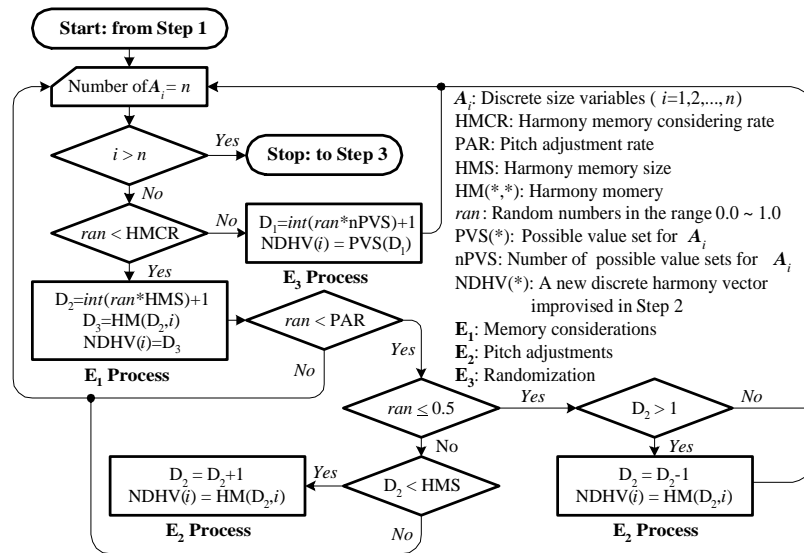 Start: from Step 1
Number of A_i = n
i > n
Yes
Stop: to Step 3
No
ran < HMCR
No
D₁=int(ran*nPVS)+1
NDHV(i) = PVS(D₁)
E₃ Process
Yes
D₂=int(ran*HMS)+1
D₃=HM(D₂,i)
NDHV(i)=D₃
E₁ Process
ran < PAR
Yes
No
A_i: Discrete size variables ( i=1,2,..., n)
HMCR: Harmony memory considering rate
PAR: Pitch adjustment rate
HMS: Harmony memory size
HM(*,*): Harmony momery
ran: Random numbers in the range 0.0 ~ 1.0
PVS(*): Possible value set for A_i
nPVS: Number of possible value sets for A_i
NDHV(*): A new discrete harmony vector
improvised in Step 2
E₁: Memory considerations
E₂: Pitch adjustments
E₃: Randomization
ran ≤ 0.5
Yes
D₂ > 1
No
No
Yes
D₂ = D₂+1
NDHV(i) = HM(D₂,i)
E₂ Process
Yes
D₂ < HMS
No
D₂ = D₂-1
NDHV(i) = HM(D₂,i)
E₂ Process